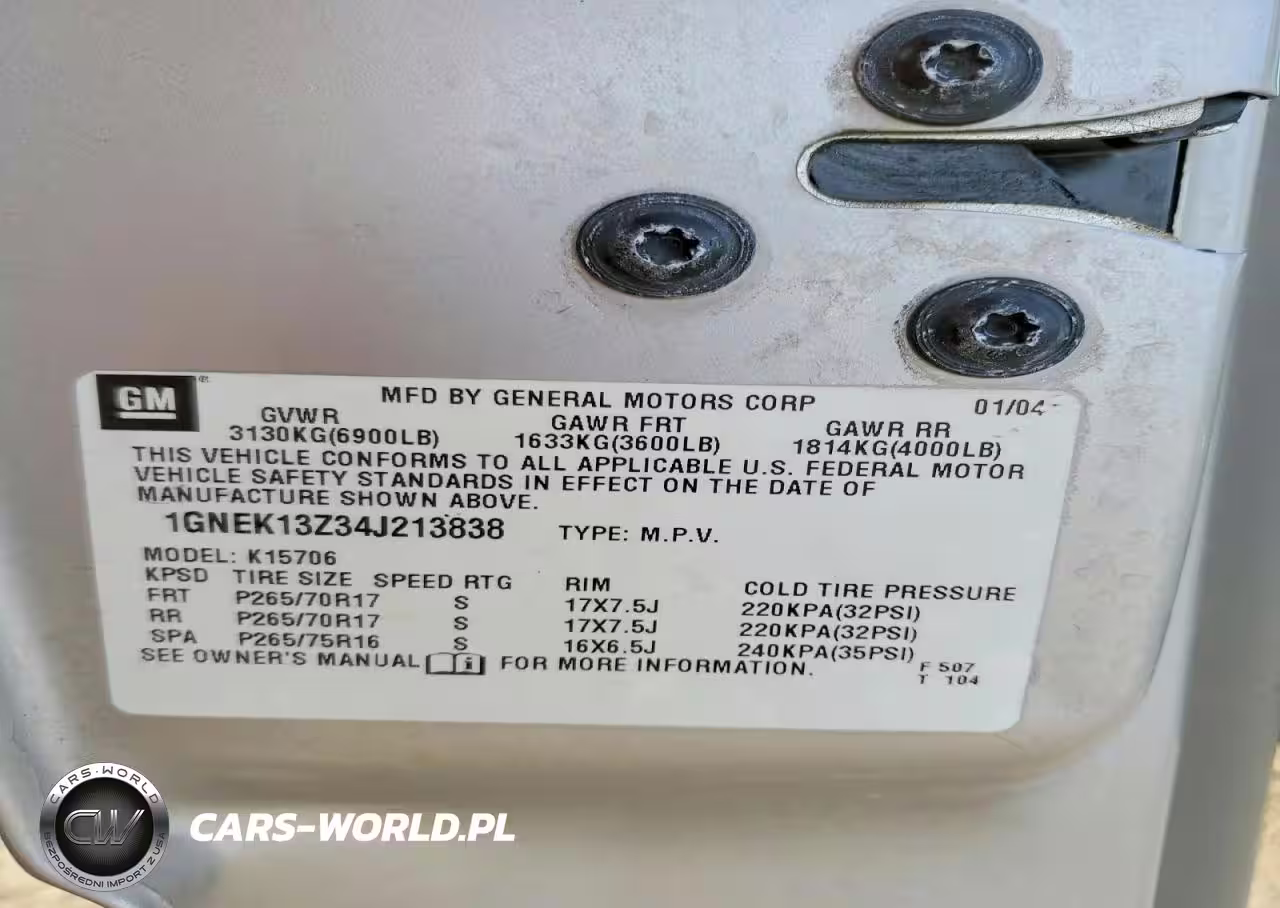 GM
MFD BY GENERAL MOTORS CORP 01/04
GVWR GAWR FRT GAWR RR
3130KG(6900LB) 1633KG(3600LB) 1814KG(4000LB)
THIS VEHICLE CONFORMS TO ALL APPLICABLE U.S. FEDERAL MOTOR
VEHICLE SAFETY STANDARDS IN EFFECT ON THE DATE OF
MANUFACTURE SHOWN ABOVE.
1GNEK13Z34J213838 TYPE: M.P.V.
MODEL: K15706
KPSD TIRE SIZE SPEED RTG RIM COLD TIRE PRESSURE
FRT P265/70R17 S 17X7.5J 220KPA(32PSI)
RR P265/70R17 S 17X7.5J 220KPA(32PSI)
SPA P265/75R16 S 16X6.5J 240KPA(35PSI)
SEE OWNER'S MANUAL i FOR MORE INFORMATION.
F 507
T 104
CARS-WORLD
CW
BEZPOŚREDNI IMPORT Z USA
CARS-WORLD.PL